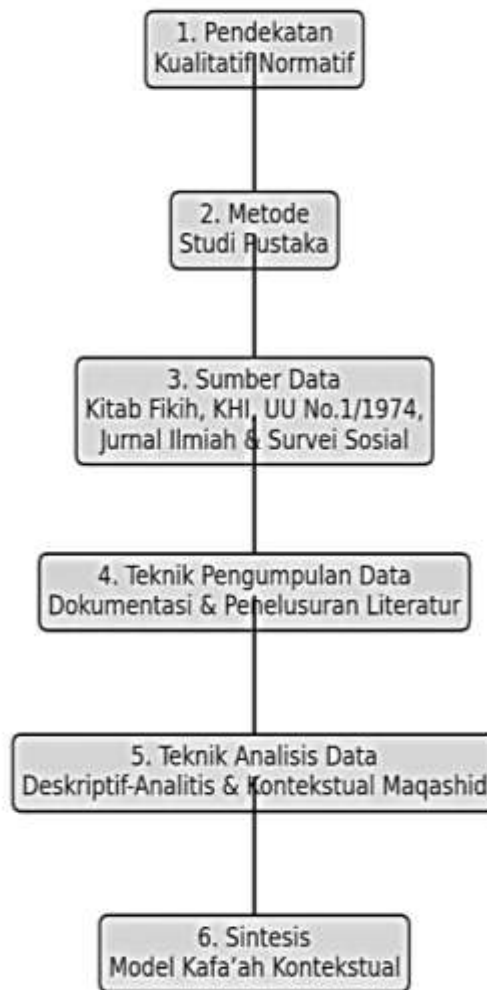 1. Pendekatan
Kualitatif Normatif
2. Metode
Studi Pustaka
3. Sumber Data
Kitab Fikih, KHI, UU No.1/1974,
Jurnal Ilmiah & Survei Sosial
4. Teknik Pengumpulan Data
Dokumentasi & Penelusuran Literatur
5. Teknik Analisis Data
Deskriptif-Analitis & Kontekstual Maqashid
6. Sintesis
Model Kafa'ah Kontekstual